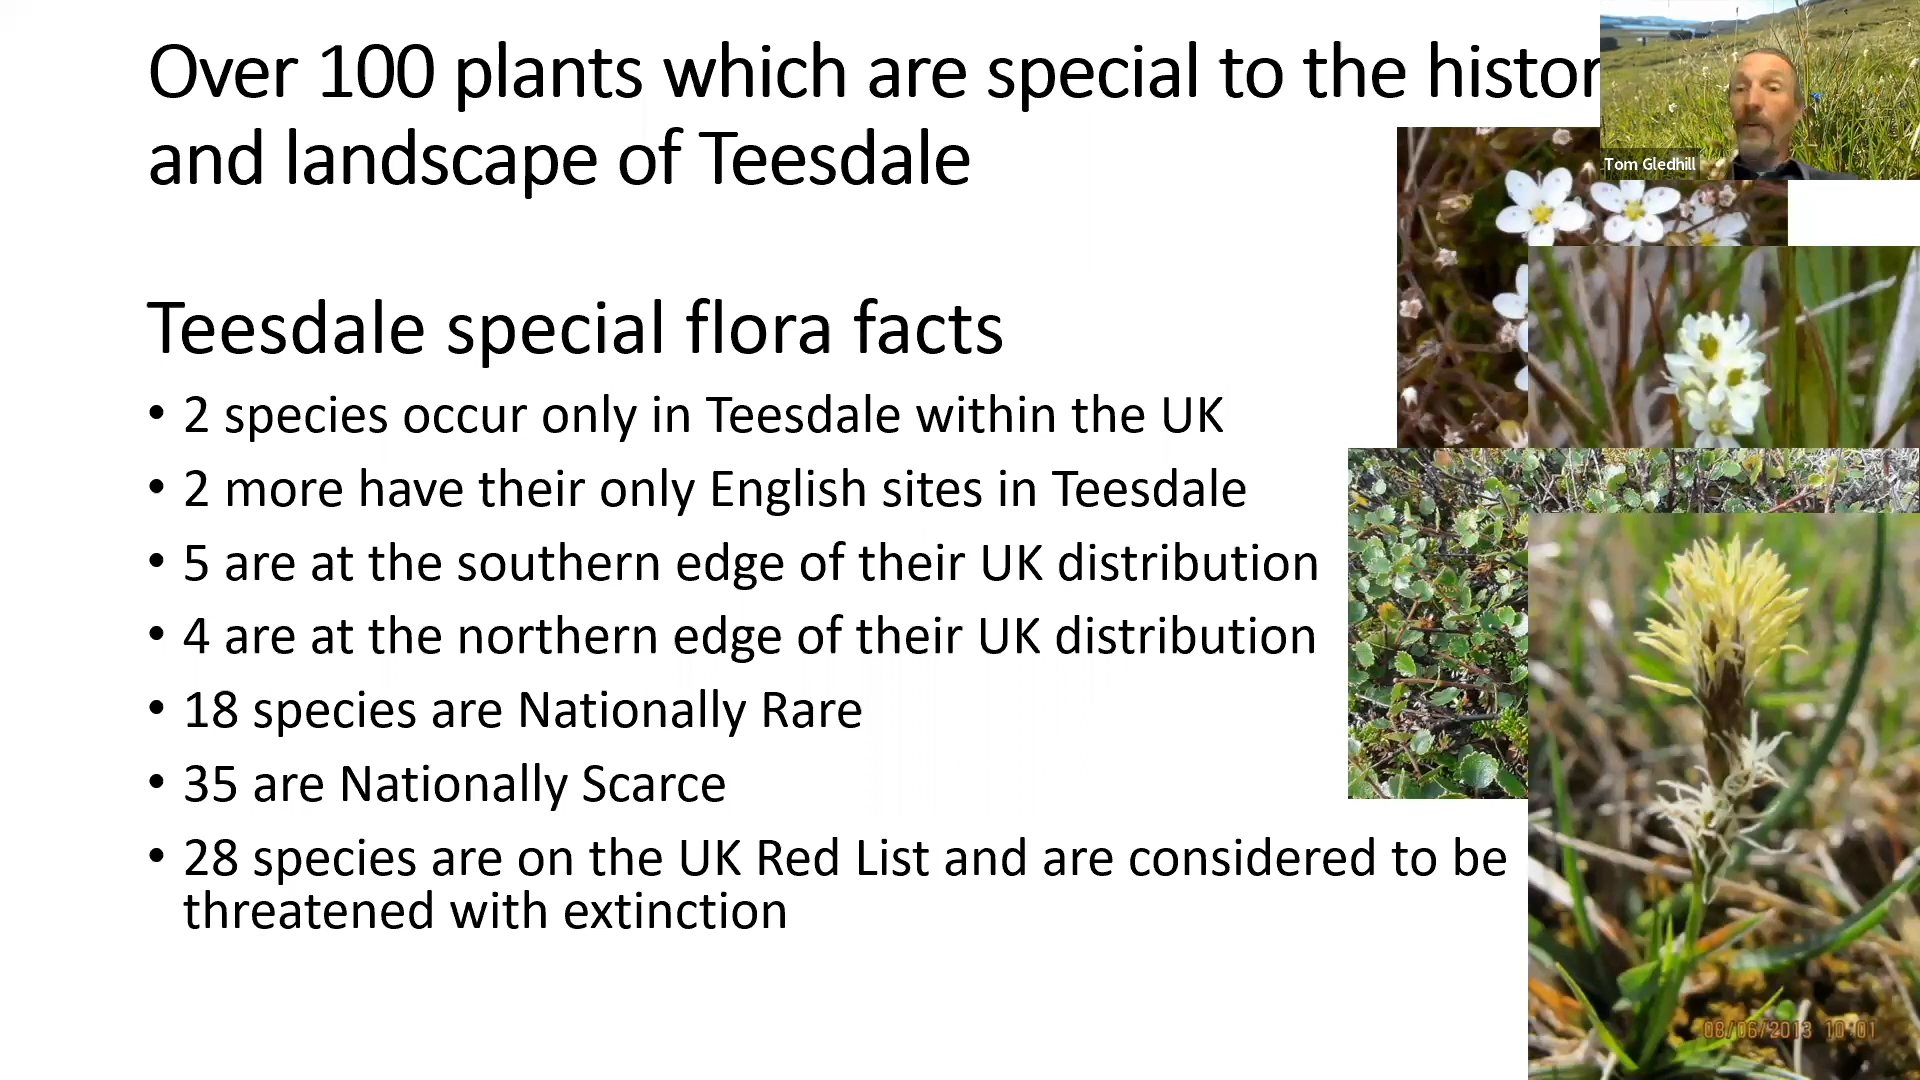 Over 100 plants which are special to the histor
and landscape of Teesdale
Tom Gledhill
Teesdale special flora facts
• 2 species occur only in Teesdale within the UK
• 2 more have their only English sites in Teesdale
• 5 are at the southern edge of their UK distribution
• 4 are at the northern edge of their UK distribution
• 18 species are Nationally Rare
• 35 are Nationally Scarce
• 28 species are on the UK Red List and are considered to be
threatened with extinction
08/06/2013 10:01